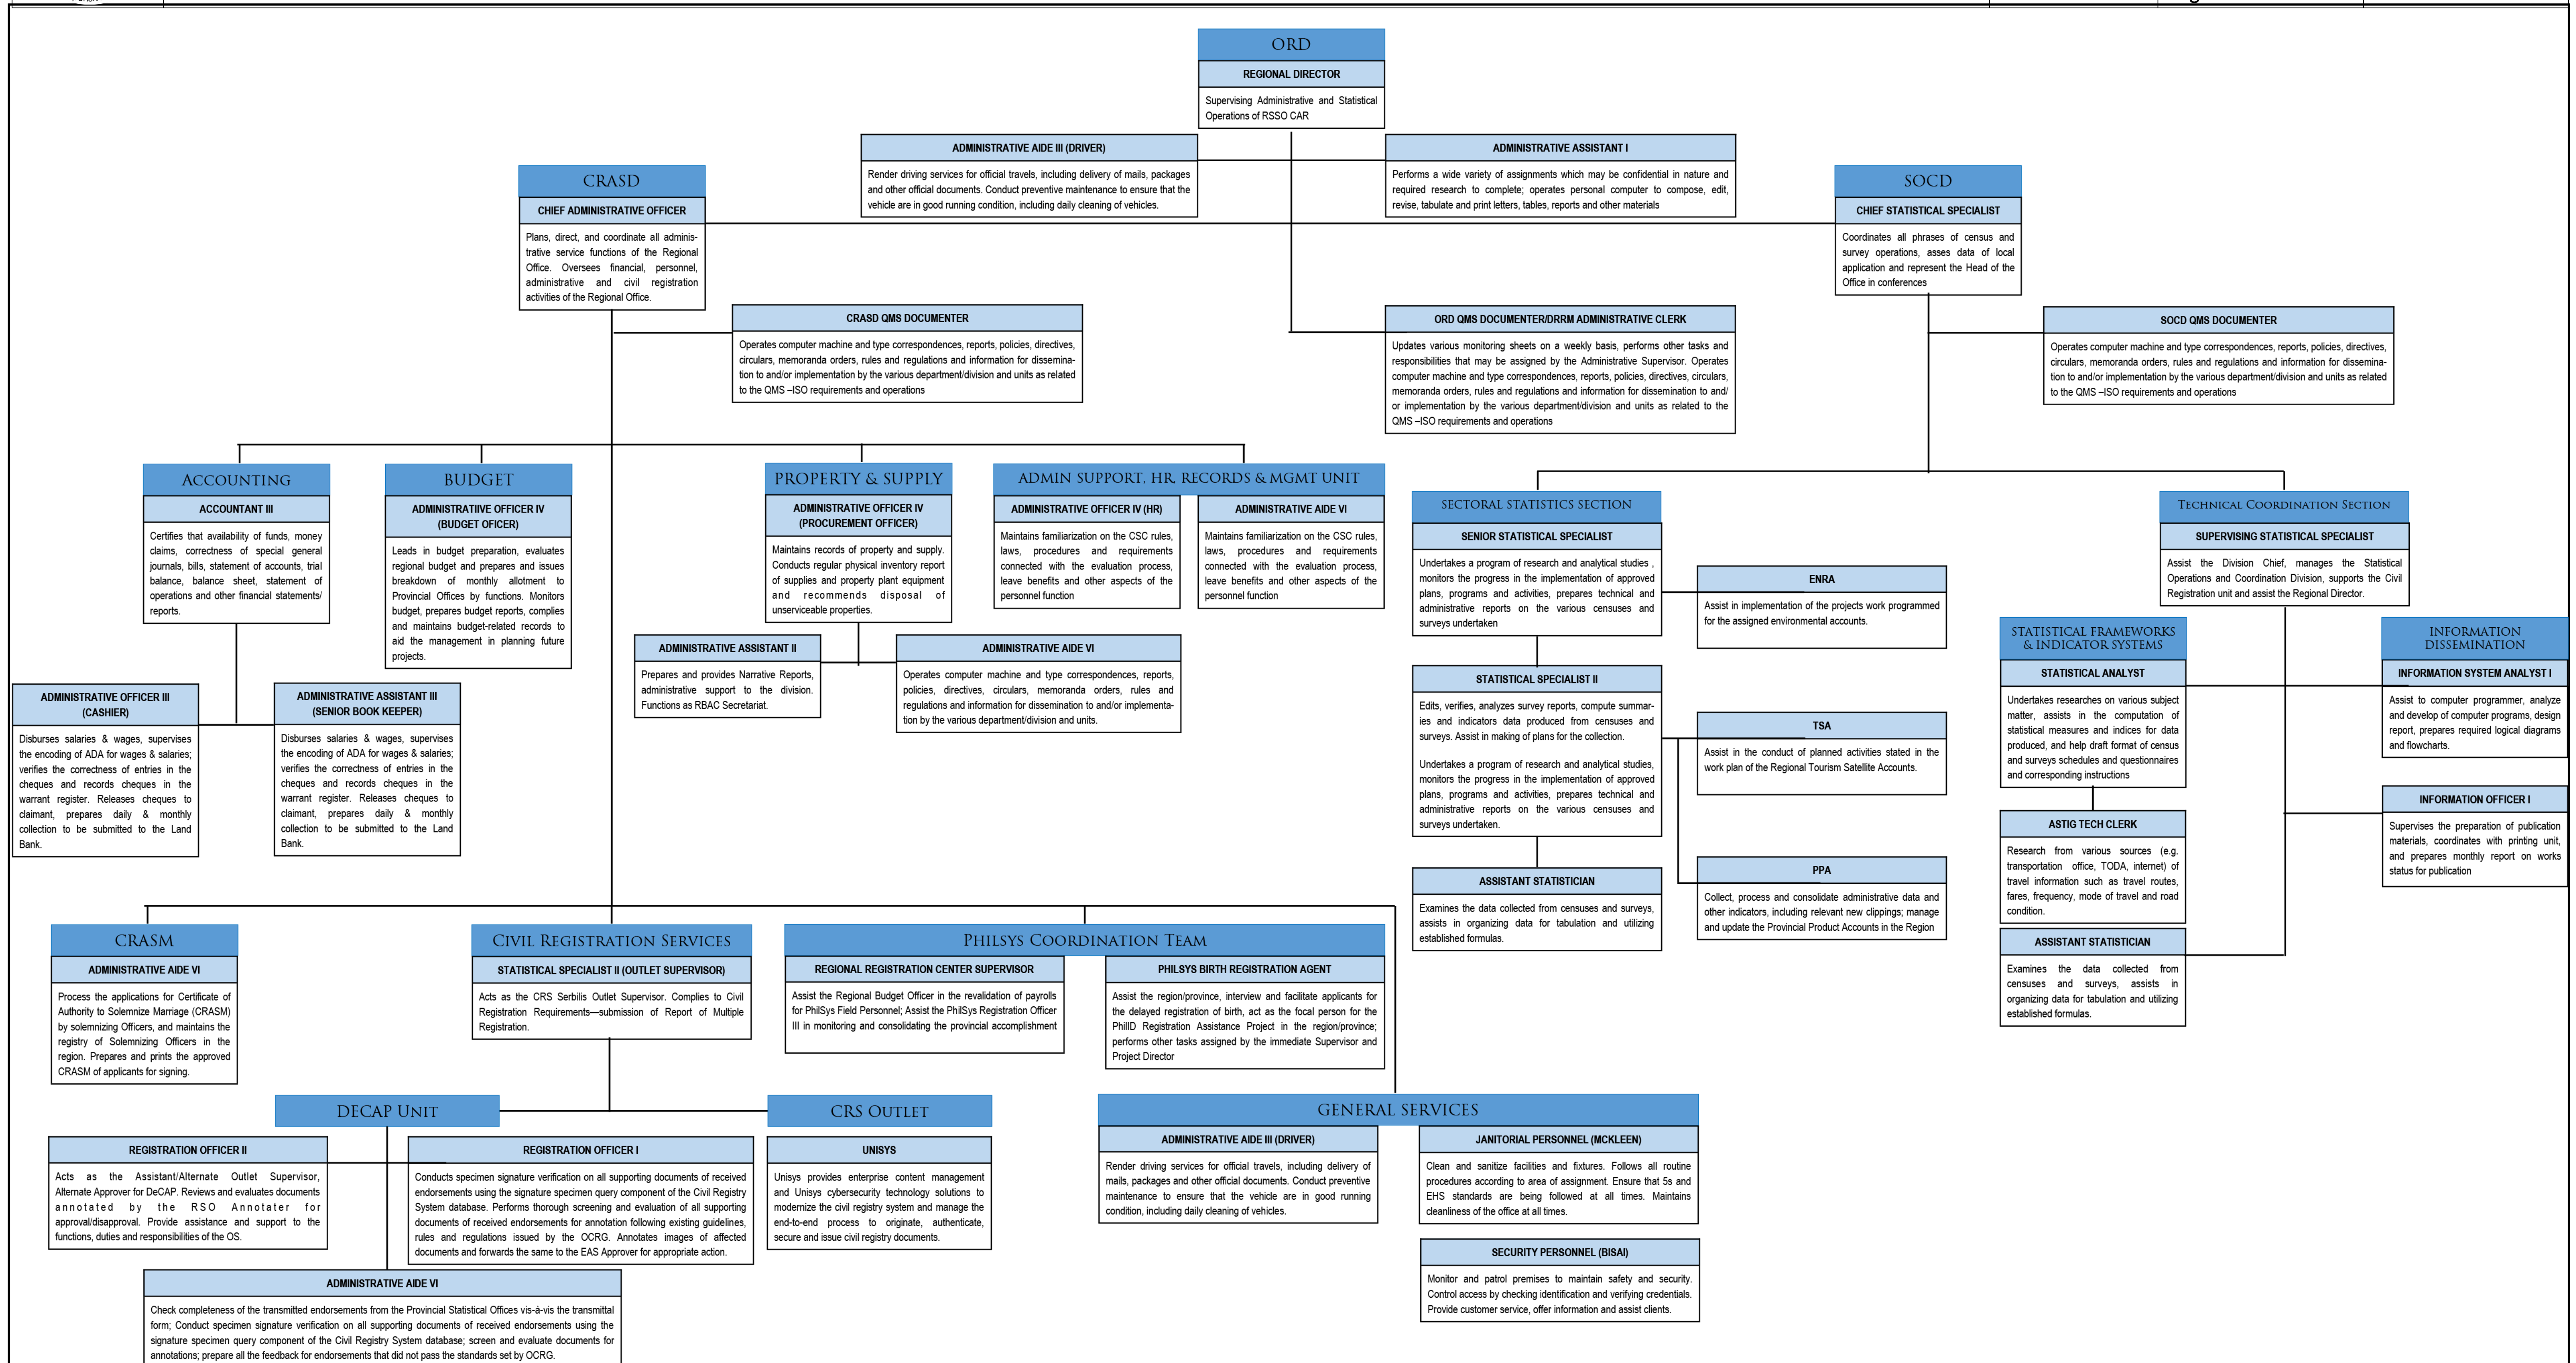 ORD
REGIONAL DIRECTOR
Supervising Administrative and Statistical
Operations of RSSO CAR
ADMINISTRATIVE AIDE III (DRIVER)
Render driving services for official travels, including delivery of mails, packages
and other official documents. Conduct preventive maintenance to ensure that the
vehicle are in good running condition, including daily cleaning of vehicles.
ADMINISTRATIVE ASSISTANT I
Performs a wide variety of assignments which may be confidential in nature and
required research to complete; operates personal computer to compose, edit,
revise, tabulate and print letters, tables, reports and other materials
CRASD
CHIEF ADMINISTRATIVE OFFICER
Plans, direct, and coordinate all adminis-
trative service functions of the Regional
Office. Oversees financial, personnel,
administrative and civil registration
activities of the Regional Office.
SOCD
CHIEF STATISTICAL SPECIALIST
Coordinates all phrases of census and
survey operations, asses data of local
application and represent the Head of the
Office in conferences
CRASD QMS DOCUMENTER
Operates computer machine and type correspondences, reports, policies, directives,
circulars, memoranda orders, rules and regulations and information for dissemina-
tion to and/or implementation by the various department/division and units as related
to the QMS –ISO requirements and operations
ORD QMS DOCUMENTER/DRRM ADMINISTRATIVE CLERK
Updates various monitoring sheets on a weekly basis, performs other tasks and
responsibilities that may be assigned by the Administrative Supervisor. Operates
computer machine and type correspondences, reports, policies, directives, circulars,
memoranda orders, rules and regulations and information for dissemination to and/
or implementation by the various department/division and units as related to the
QMS –ISO requirements and operations
SOCD QMS DOCUMENTER
Operates computer machine and type correspondences, reports, policies, directives,
circulars, memoranda orders, rules and regulations and information for dissemina-
tion to and/or implementation by the various department/division and units as related
to the QMS –ISO requirements and operations
ACCOUNTING
ACCOUNTANT III
Certifies that availability of funds, money
claims, correctness of special general
journals, bills, statement of accounts, trial
balance, balance sheet, statement of
operations and other financial statements/
reports.
BUDGET
ADMINISTRATIIVE OFFICER IV
(BUDGET OFICER)
Leads in budget preparation, evaluates
regional budget and prepares and issues
breakdown of monthly allotment to
Provincial Offices by functions. Monitors
budget, prepares budget reports, complies
and maintains budget-related records to
aid the management in planning future
projects.
PROPERTY & SUPPLY
ADMINISTRATIVE OFFICER IV
(PROCUREMENT OFFICER)
Maintains records of property and supply.
Conducts regular physical inventory report
of supplies and property plant equipment
and recommends disposal of
unserviceable properties.
ADMIN SUPPORT, HR, RECORDS & MGMT UNIT
ADMINISTRATIVE OFFICER IV (HR)
Maintains familiarization on the CSC rules,
laws, procedures and requirements
connected with the evaluation process,
leave benefits and other aspects of the
personnel function
ADMINISTRATIVE AIDE VI
Maintains familiarization on the CSC rules,
laws, procedures and requirements
connected with the evaluation process,
leave benefits and other aspects of the
personnel function
SECTORAL STATISTICS SECTION
SENIOR STATISTICAL SPECIALIST
Undertakes a program of research and analytical studies ,
monitors the progress in the implementation of approved
plans, programs and activities, prepares technical and
administrative reports on the various censuses and
surveys undertaken
ENRA
Assist in implementation of the projects work programmed
for the assigned environmental accounts.
TECHNICAL COORDINATION SECTION
SUPERVISING STATISTICAL SPECIALIST
Assist the Division Chief, manages the Statistical
Operations and Coordination Division, supports the Civil
Registration unit and assist the Regional Director.
STATISTICAL FRAMEWORKS
& INDICATOR SYSTEMS
STATISTICAL ANALYST
Undertakes researches on various subject
matter, assists in the computation of
statistical measures and indices for data
produced, and help draft format of census
and surveys schedules and questionnaires
and corresponding instructions
INFORMATION
DISSEMINATION
INFORMATION SYSTEM ANALYST I
Assist to computer programmer, analyze
and develop of computer programs, design
report, prepares required logical diagrams
and flowcharts.
ADMINISTRATIVE OFFICER III
(CASHIER)
Disburses salaries & wages, supervises
the encoding of ADA for wages & salaries;
verifies the correctness of entries in the
cheques and records cheques in the
warrant register. Releases cheques to
claimant, prepares daily & monthly
collection to be submitted to the Land
Bank.
ADMINISTRATIVE ASSISTANT III
(SENIOR BOOK KEEPER)
Disburses salaries & wages, supervises
the encoding of ADA for wages & salaries;
verifies the correctness of entries in the
cheques and records cheques in the
warrant register. Releases cheques to
claimant, prepares daily & monthly
collection to be submitted to the Land
Bank.
ADMINISTRATIVE ASSISTANT II
Prepares and provides Narrative Reports,
administrative support to the division.
Functions as RBAC Secretariat.
ADMINISTRATIVE AIDE VI
Operates computer machine and type correspondences, reports,
policies, directives, circulars, memoranda orders, rules and
regulations and information for dissemination to and/or implementa-
tion by the various department/division and units.
STATISTICAL SPECIALIST II
Edits, verifies, analyzes survey reports, compute summar-
ies and indicators data produced from censuses and
surveys. Assist in making of plans for the collection.
Undertakes a program of research and analytical studies,
monitors the progress in the implementation of approved
plans, programs and activities, prepares technical and
administrative reports on the various censuses and
surveys undertaken.
TSA
Assist in the conduct of planned activities stated in the
work plan of the Regional Tourism Satellite Accounts.
INFORMATION OFFICER I
Supervises the preparation of publication
materials, coordinates with printing unit,
and prepares monthly report on works
status for publication
ASTIG TECH CLERK
Research from various sources (e.g.
transportation office, TODA, internet) of
travel information such as travel routes,
fares, frequency, mode of travel and road
condition.
ASSISTANT STATISTICIAN
Examines the data collected from censuses and surveys,
assists in organizing data for tabulation and utilizing
established formulas.
PPA
Collect, process and consolidate administrative data and
other indicators, including relevant new clippings; manage
and update the Provincial Product Accounts in the Region
ASSISTANT STATISTICIAN
Examines the data collected from
censuses and surveys, assists in
organizing data for tabulation and utilizing
established formulas.
CRASM
ADMINISTRATIVE AIDE VI
Process the applications for Certificate of
Authority to Solemnize Marriage (CRASM)
by solemnizing Officers, and maintains the
registry of Solemnizing Officers in the
region. Prepares and prints the approved
CRASM of applicants for signing.
CIVIL REGISTRATION SERVICES
STATISTICAL SPECIALIST II (OUTLET SUPERVISOR)
Acts as the CRS Serbilis Outlet Supervisor. Complies to Civil
Registration Requirements—submission of Report of Multiple
Registration.
PHILSYS COORDINATION TEAM
REGIONAL REGISTRATION CENTER SUPERVISOR
Assist the Regional Budget Officer in the revalidation of payrolls
for PhilSys Field Personnel; Assist the PhilSys Registration Officer
III in monitoring and consolidating the provincial accomplishment
PHILSYS BIRTH REGISTRATION AGENT
Assist the region/province, interview and facilitate applicants for
the delayed registration of birth, act as the focal person for the
PhilID Registration Assistance Project in the region/province;
performs other tasks assigned by the immediate Supervisor and
Project Director
DECAP UNIT
REGISTRATION OFFICER II
Acts as the Assistant/Alternate Outlet Supervisor,
Alternate Approver for DeCAP. Reviews and evaluates documents
annotated by the RSO Annotater for
approval/disapproval. Provide assistance and support to the
functions, duties and responsibilities of the OS.
REGISTRATION OFFICER I
Conducts specimen signature verification on all supporting documents of received
endorsements using the signature specimen query component of the Civil Registry
System database. Performs thorough screening and evaluation of all supporting
documents of received endorsements for annotation following existing guidelines,
rules and regulations issued by the OCRG. Annotates images of affected
documents and forwards the same to the EAS Approver for appropriate action.
CRS OUTLET
UNISYS
Unisys provides enterprise content management
and Unisys cybersecurity technology solutions to
modernize the civil registry system and manage the
end-to-end process to originate, authenticate,
secure and issue civil registry documents.
GENERAL SERVICES
ADMINISTRATIVE AIDE III (DRIVER)
Render driving services for official travels, including delivery of
mails, packages and other official documents. Conduct preventive
maintenance to ensure that the vehicle are in good running
condition, including daily cleaning of vehicles.
JANITORIAL PERSONNEL (MCKLEEN)
Clean and sanitize facilities and fixtures. Follows all routine
procedures according to area of assignment. Ensure that 5s and
EHS standards are being followed at all times. Maintains
cleanliness of the office at all times.
SECURITY PERSONNEL (BISAI)
Monitor and patrol premises to maintain safety and security.
Control access by checking identification and verifying credentials.
Provide customer service, offer information and assist clients.
ADMINISTRATIVE AIDE VI
Check completeness of the transmitted endorsements from the Provincial Statistical Offices vis-à-vis the transmittal
form; Conduct specimen signature verification on all supporting documents of received endorsements using the
signature specimen query component of the Civil Registry System database; screen and evaluate documents for
annotations; prepare all the feedback for endorsements that did not pass the standards set by OCRG.